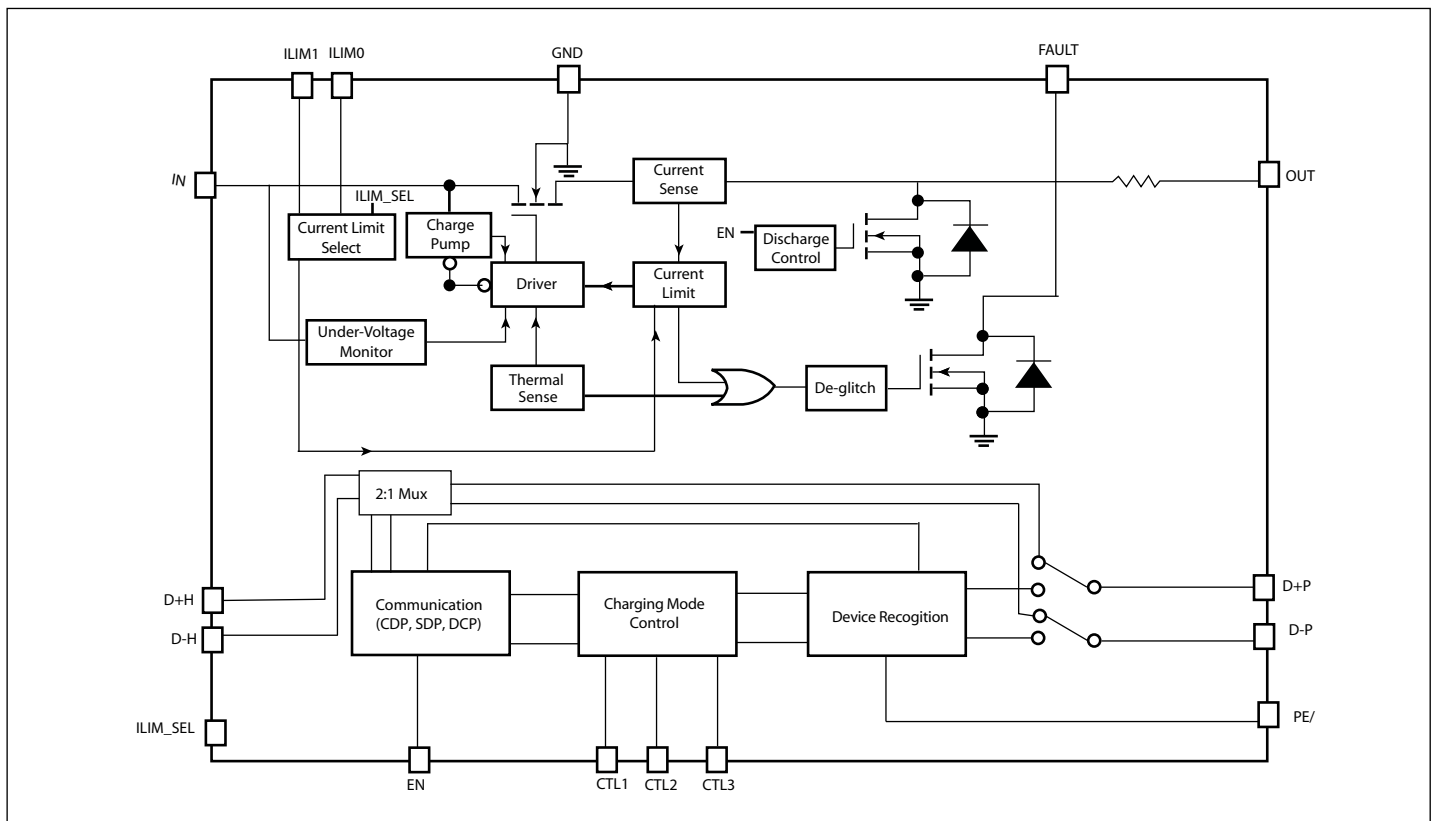 ILIM1
ILIM0
GND
FAULT
IN
ILIM_SEL
Current Limit
Select
Charge
Pump
Current
Sense
OUT
EN
Discharge
Control
Driver
Current
Limit
Under-Voltage
Monitor
Thermal
Sense
De-glitch
2:1 Mux
D+H
D-H
Communication
(CDP, SDP, DCP)
Charging Mode
Control
Device Recogition
D+P
D-P
ILIM_SEL
PE/
EN
CTL1
CTL2
CTL3